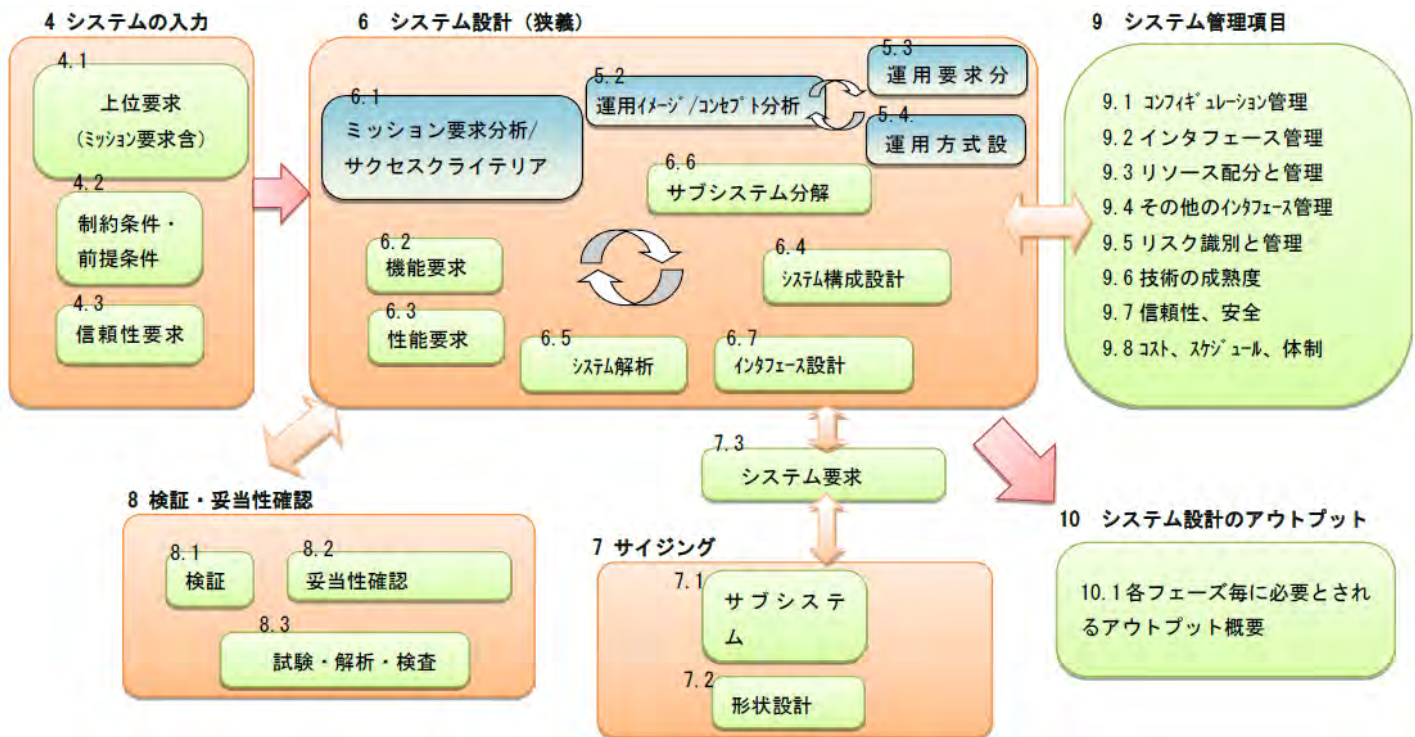 4 システムの入力
4.1
上位要求
(ミッション要求含)
4.2
制約条件・
前提条件
4.3
信頼性要求
6 システム設計（狭義）
6.1
ミッション要求分析/
サクセスクライテリア
5.2
運用ｲﾒｰｼﾞ/ｺﾝｾﾌﾟﾄ分析
5.3
運用要求分
5.4.
運用方式設
6.6
サブシステム分解
6.2
機能要求
6.3
性能要求
6.4
ｼｽﾃﾑ構成設計
6.5
ｼｽﾃﾑ解析
6.7
ｲﾝﾀﾌｪｰｽ設計
9 システム管理項目
9.1 ｺﾝﾌｨｷﾞｭﾚｰｼｮﾝ管理
9.2 インタフェース管理
9.3 リソース配分と管理
9.4 その他のｲﾝﾀﾌｪｰｽ管理
9.5 リスク識別と管理
9.6 技術の成熟度
9.7 信頼性、安全
9.8 ｺｽﾄ、ｽｹｼﾞｭｰﾙ、体制
7.3
システム要求
8 検証・妥当性確認
8.1
検証
8.2
妥当性確認
8.3
試験・解析・検査
7 サイジング
7.1
サブシステ
ム
7.2
形状設計
10 システム設計のアウトプット
10.1 各フェーズ毎に必要とされ
るアウトプット概要